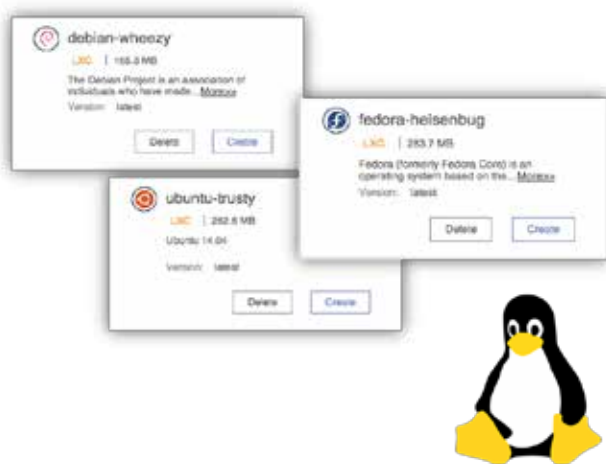 debian-wheezy
LXC | 155.5 MB
The Debian Project is an association of
individuals who have made... More>>
Version: latest
Delete Create
fedora-heisenbug
LXC | 283.7 MB
Fedora (formerly Fedora Core) is an
operating system based on the... More>>
Version: latest
Delete Create
ubuntu-trusty
LXC | 262.6 MB
Ubuntu 14.04
Version: latest
Delete Create